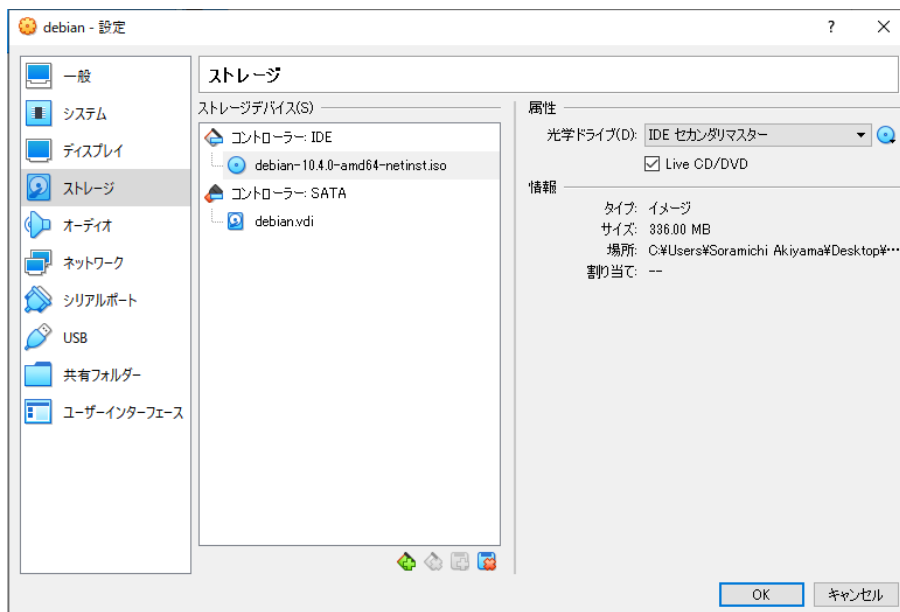 debian - 設定
?
一般
システム
ディスプレイ
ストレージ
オーディオ
ネットワーク
シリアルポート
USB
共有フォルダー
ユーザーインターフェース
ストレージ
ストレージデバイス(S)
コントローラー: IDE
debian-10.4.0-amd64-netinst.iso
コントローラー: SATA
debian.vdi
属性
光学ドライブ(D): IDE セカンダリマスター
Live CD/DVD
情報
タイプ: イメージ
サイズ: 336.00 MB
場所: C:¥Users¥Soramichi Akiyama¥Desktop¥…
割り当て: --
OK
キャンセル